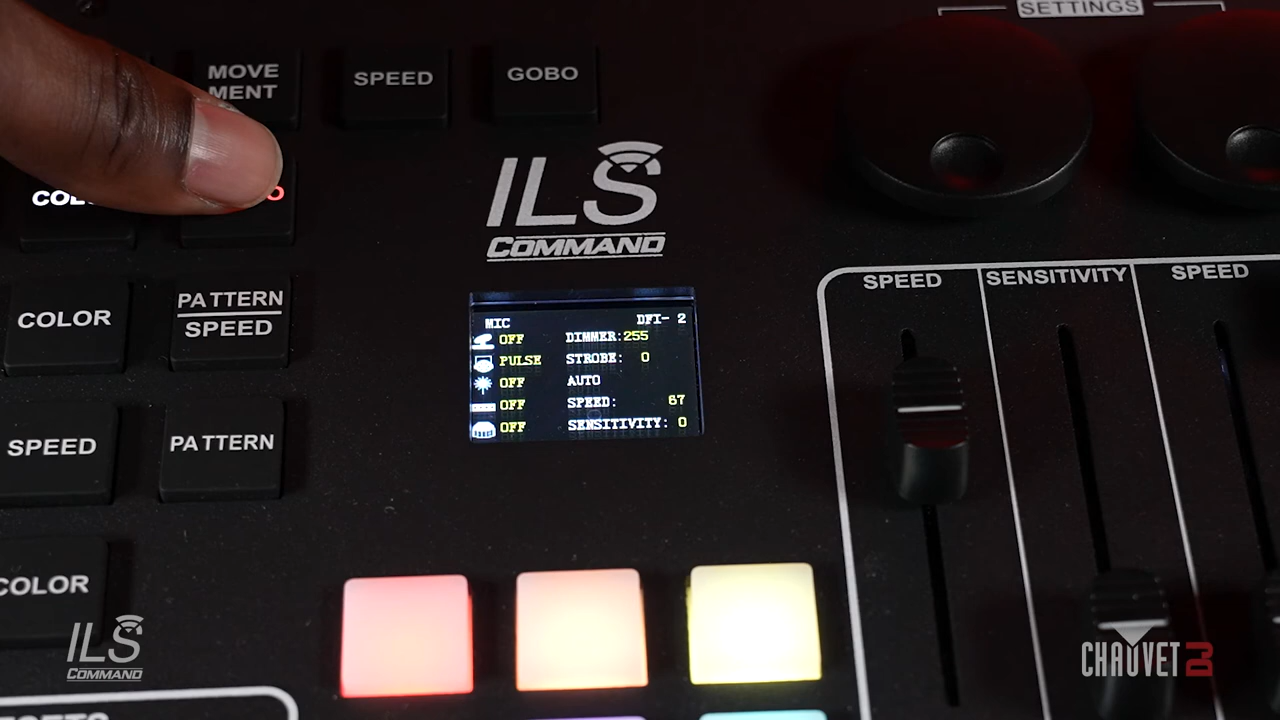 SETTINGS
MOVE
MENT
SPEED
GOBO
ILS
COMMAND
COLOR
PATTERN
SPEED
SPEED
PATTERN
COLOR
SPEED
SENSITIVITY
SPEED
MIC DFI- 2
OFF DIMMER:255
PULSE STROBE: 0
OFF AUTO
OFF SPEED: 87
OFF SENSITIVITY: 0
ILS
COMMAND
CHAUVET DJ